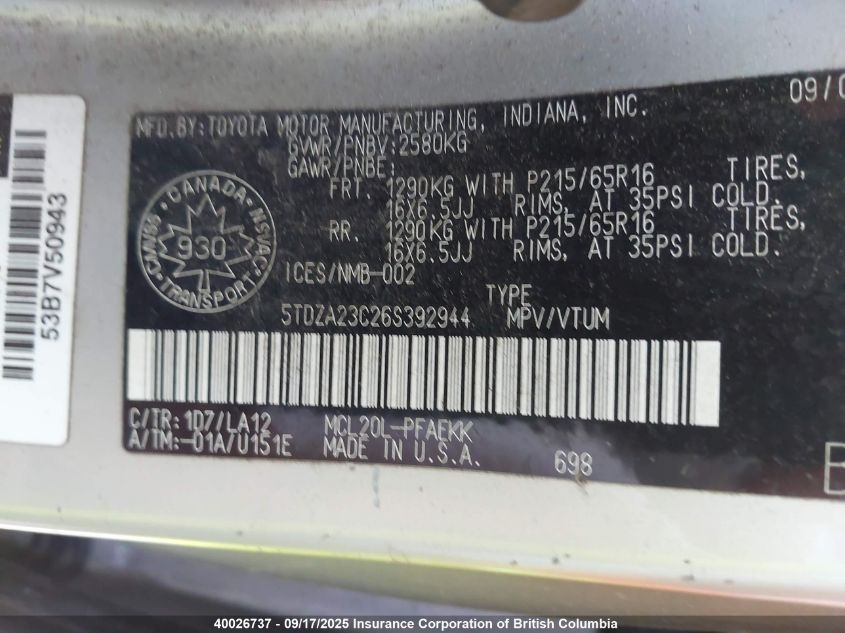 09/0
MFD.BY:TOYOTA MOTOR MANUFACTURING, INDIANA, INC.
GVWR/PNBV:2580KG
GAWR/PNBE:
FRT. 1290KG WITH P215/65R16 TIRES,
16X6.5JJ RIMS, AT 35PSI COLD.
RR. 1290KG WITH P215/65R16 TIRES,
16X6.5JJ RIMS, AT 35PSI COLD.
ICES/NMB-002
CANADA
CMVSS NSVAC
930
TRANSPORT
TYPE
5TDZA23C26S392944 MPV/VTUM
C/TR: 1D7/LA12 MCL20L-PFAEKK
A/TM:-01A/U151E MADE IN U.S.A. 698
53B7V50943
40026737 - 09/17/2025 Insurance Corporation of British Columbia